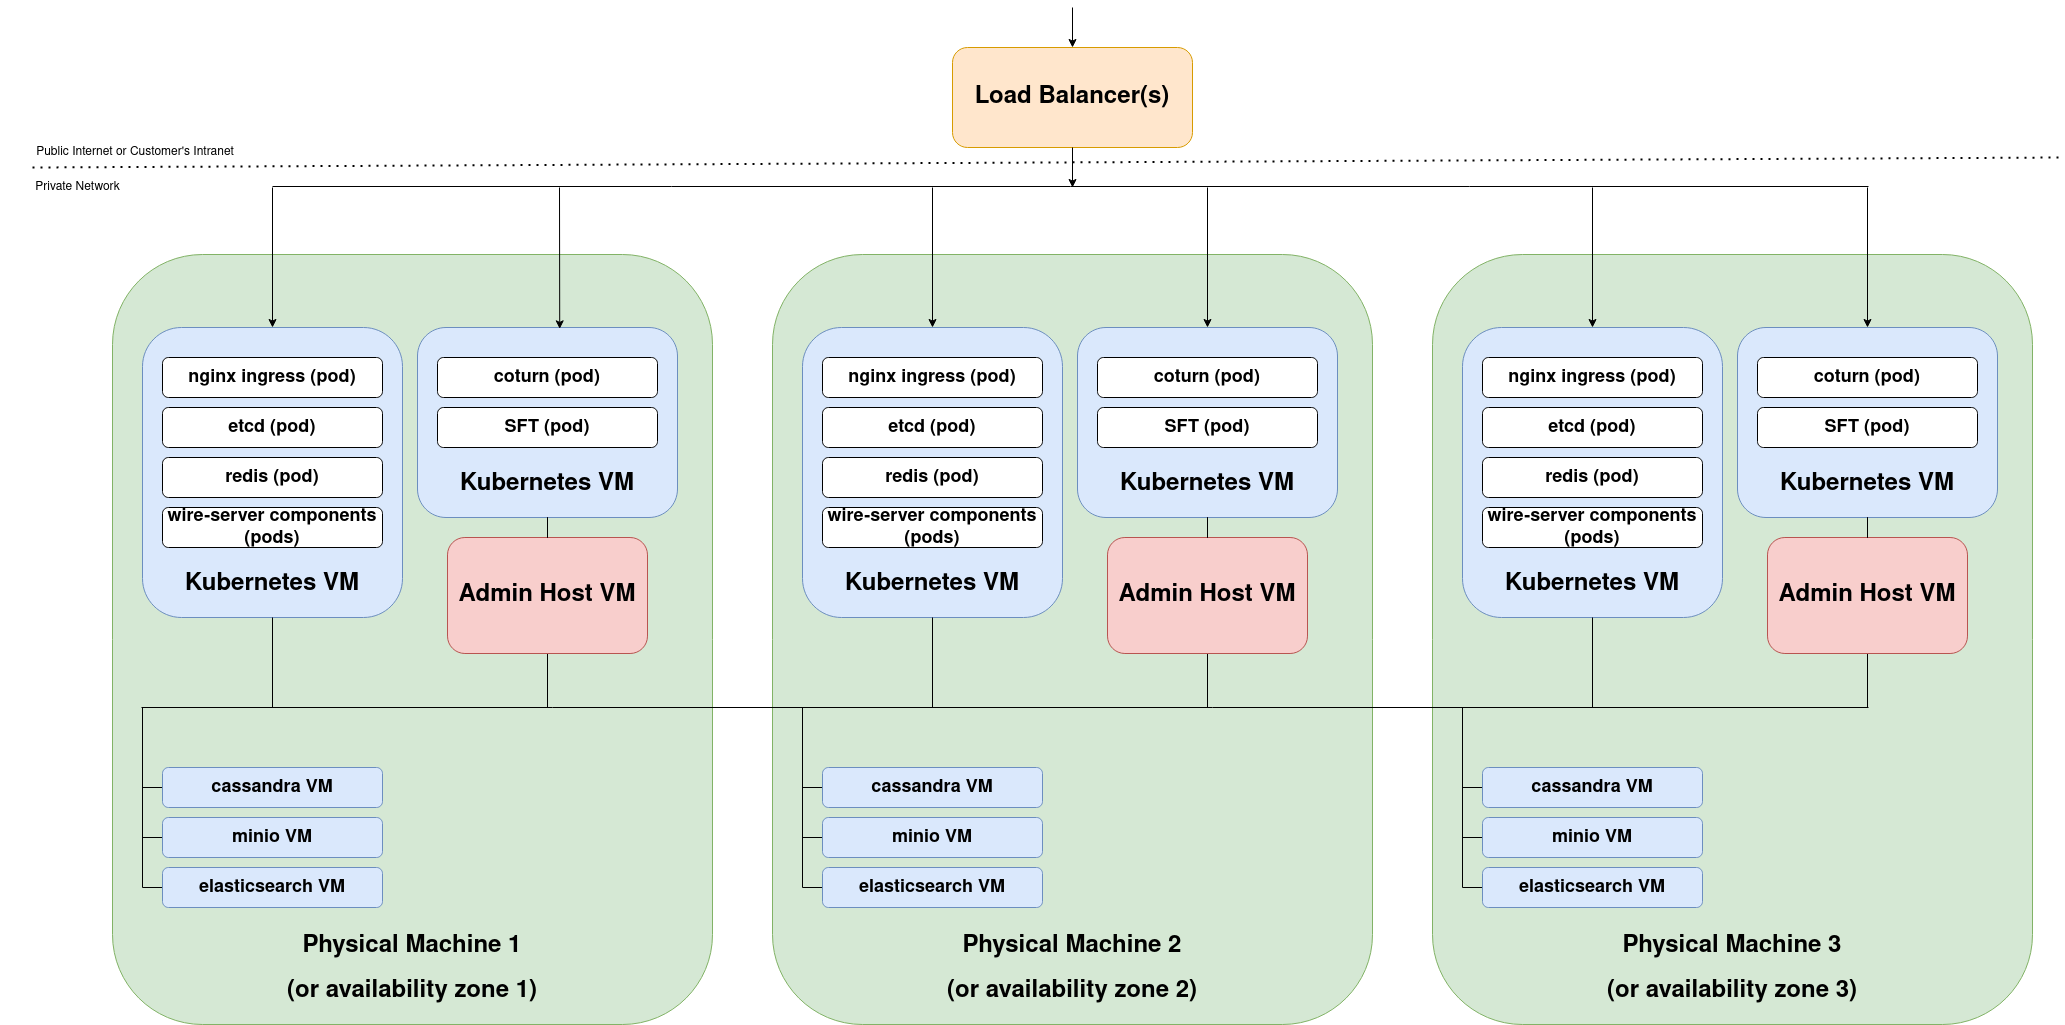 Load Balancer(s)
Public Internet or Customer's Intranet
Private Network
nginx ingress (pod)
etcd (pod)
redis (pod)
wire-server components
(pods)
Kubernetes VM
coturn (pod)
SFT (pod)
Kubernetes VM
Admin Host VM
cassandra VM
minio VM
elasticsearch VM
Physical Machine 1
(or availability zone 1)
nginx ingress (pod)
etcd (pod)
redis (pod)
wire-server components
(pods)
Kubernetes VM
coturn (pod)
SFT (pod)
Kubernetes VM
Admin Host VM
cassandra VM
minio VM
elasticsearch VM
Physical Machine 2
(or availability zone 2)
nginx ingress (pod)
etcd (pod)
redis (pod)
wire-server components
(pods)
Kubernetes VM
coturn (pod)
SFT (pod)
Kubernetes VM
Admin Host VM
cassandra VM
minio VM
elasticsearch VM
Physical Machine 3
(or availability zone 3)